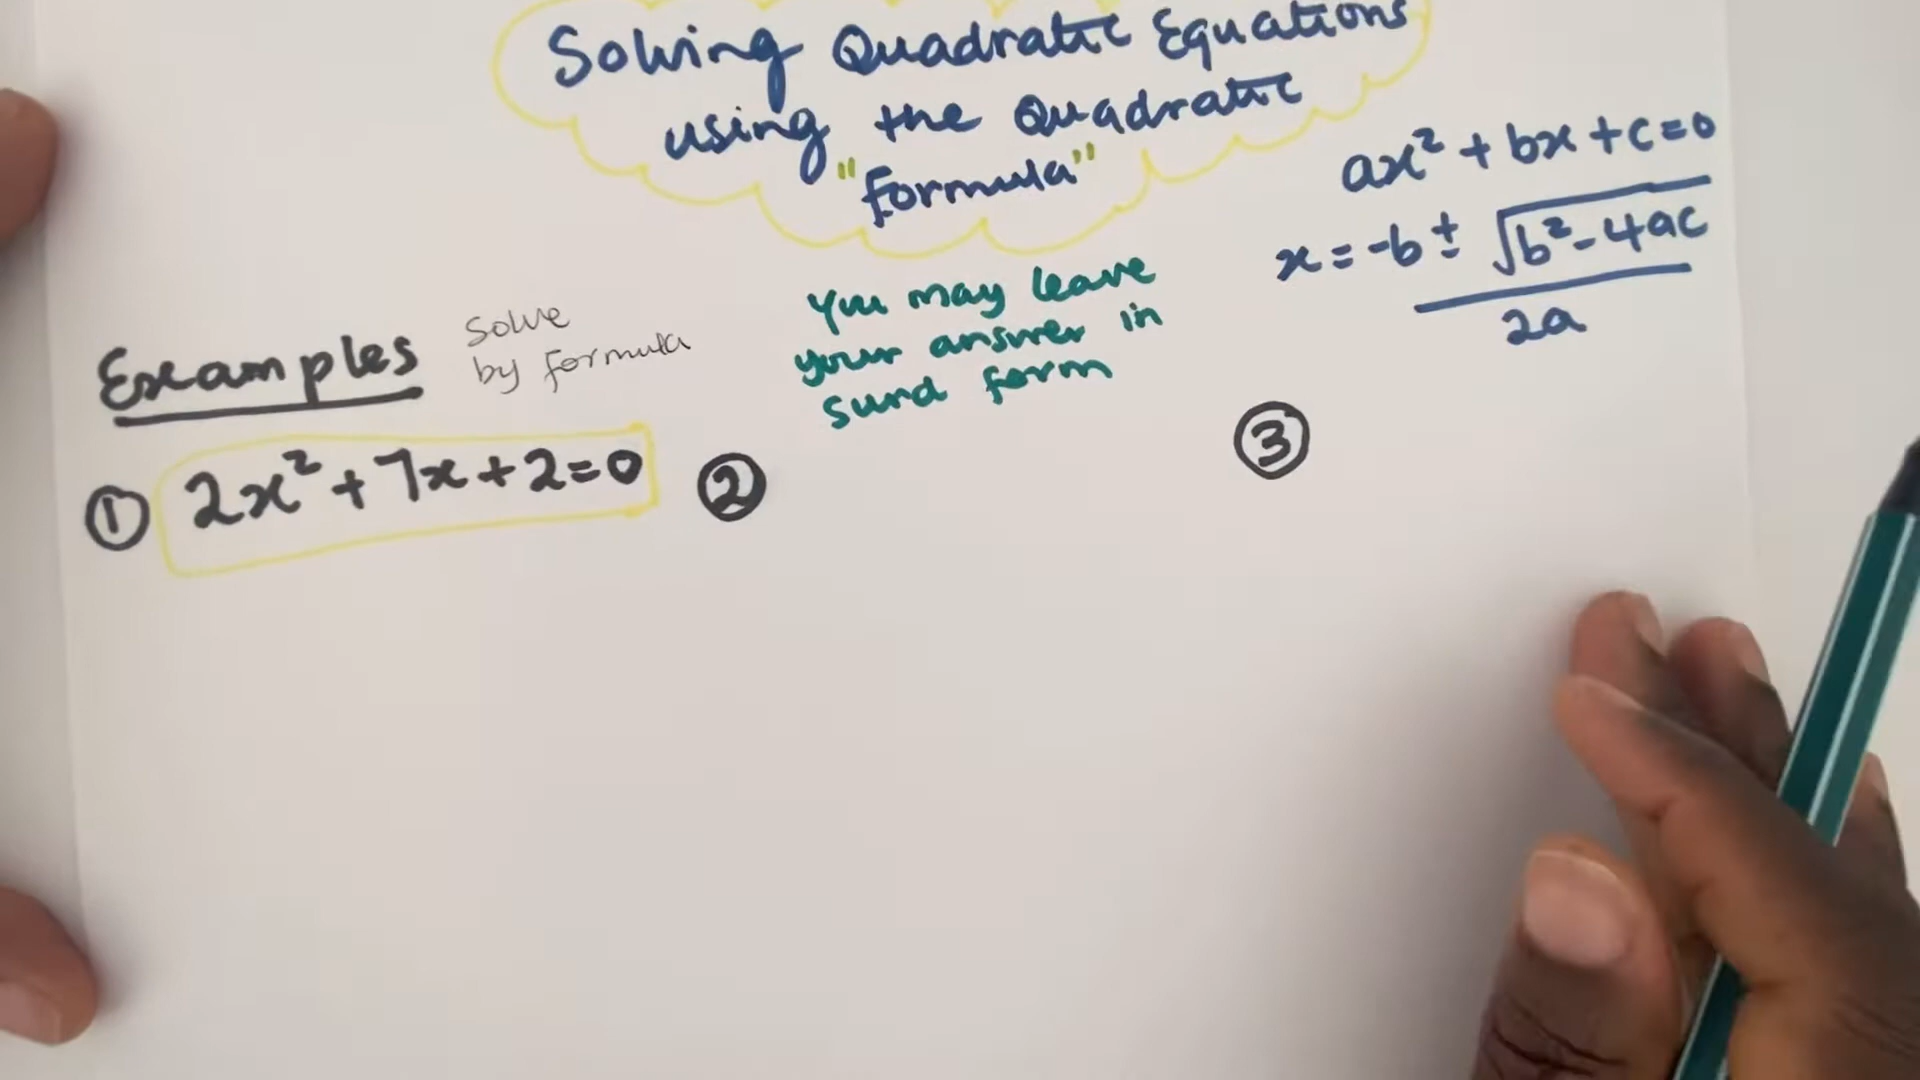 Solving Quadratic Equations
using the Quadratic
"formula"
ax² + bx + c = 0
x = -b ± √b² - 4ac
2a
Examples
Solve
by formula
You may leave
your answer in
surd form
① 2x² + 7x + 2 = 0
②
③